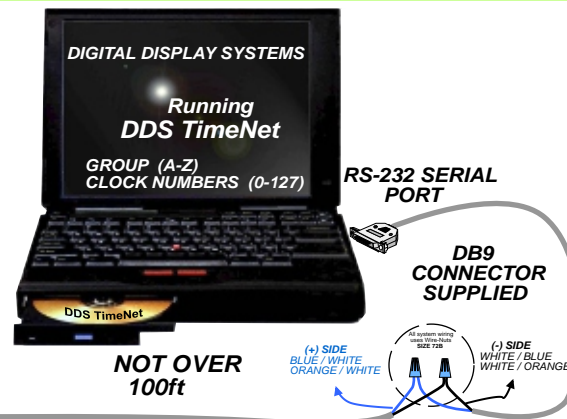 DIGITAL DISPLAY SYSTEMS
Running
DDS TimeNet
GROUP (A-Z)
CLOCK NUMBERS (0-127)
RS-232 SERIAL
PORT
DB9
CONNECTOR
SUPPLIED
DDS TimeNet
NOT OVER
100ft
All system wiring
uses Wire-Nuts
SIZE 72B
(+) SIDE
BLUE / WHITE
ORANGE / WHITE
(-) SIDE
WHITE / BLUE
WHITE / ORANGE